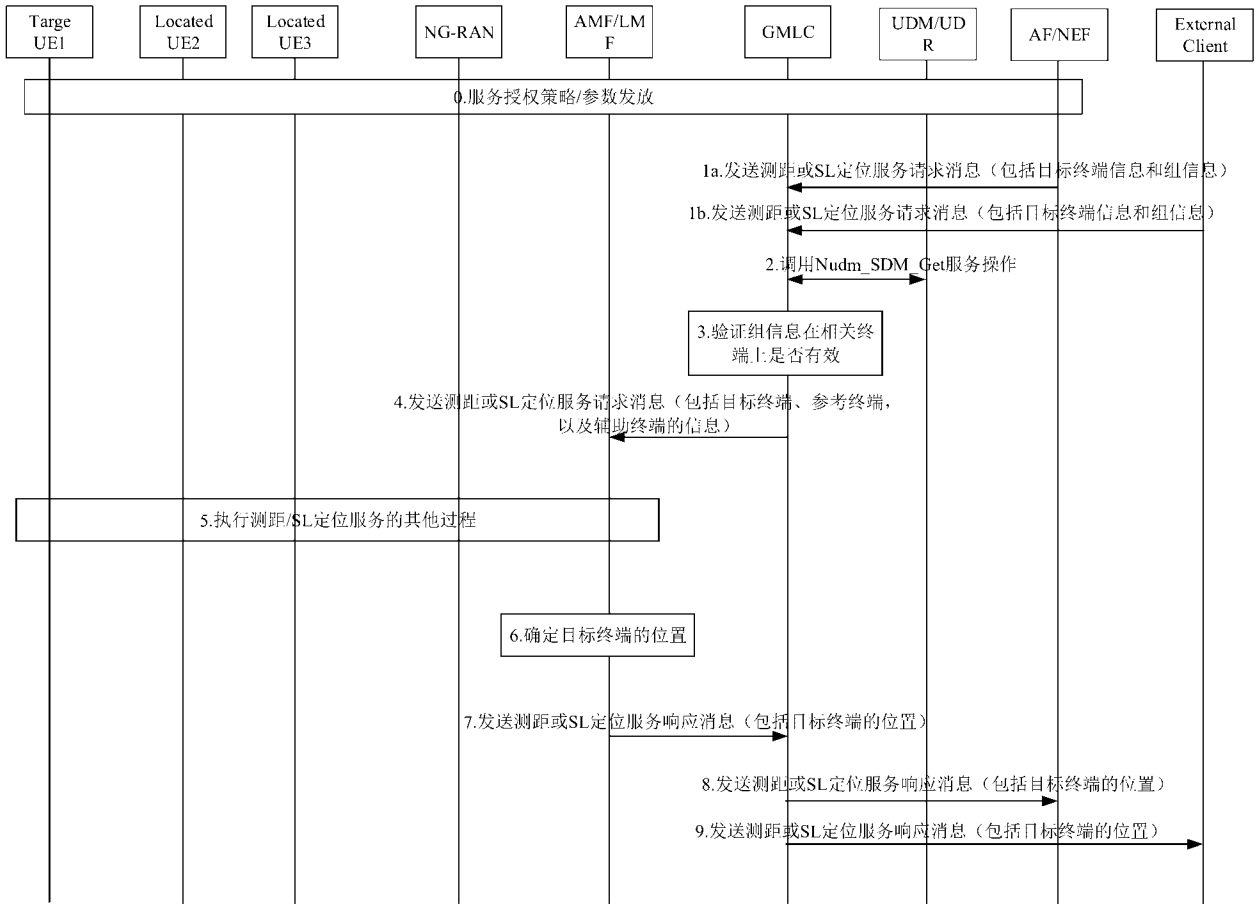 Targe
UE1
Located
UE2
Located
UE3
NG-RAN
AMF/LM
F
GMLC
UDM/UD
R
AF/NEF
External
Client
0.服务授权策略/参数发放
1a.发送测距或SL定位服务请求消息（包括目标终端信息和组信息）
1b.发送测距或SL定位服务请求消息（包括目标终端信息和组信息）
2.调用Nudm_SDM_Get服务操作
3.验证组信息在相关终
端上是否有效
4.发送测距或SL定位服务请求消息（包括目标终端、参考终端，
以及辅助终端的信息）
5.执行测距/SL定位服务的其他过程
6.确定目标终端的位置
7.发送测距或SL定位服务响应消息（包括目标终端的位置）
8.发送测距或SL定位服务响应消息（包括目标终端的位置）
9.发送测距或SL定位服务响应消息（包括目标终端的位置）